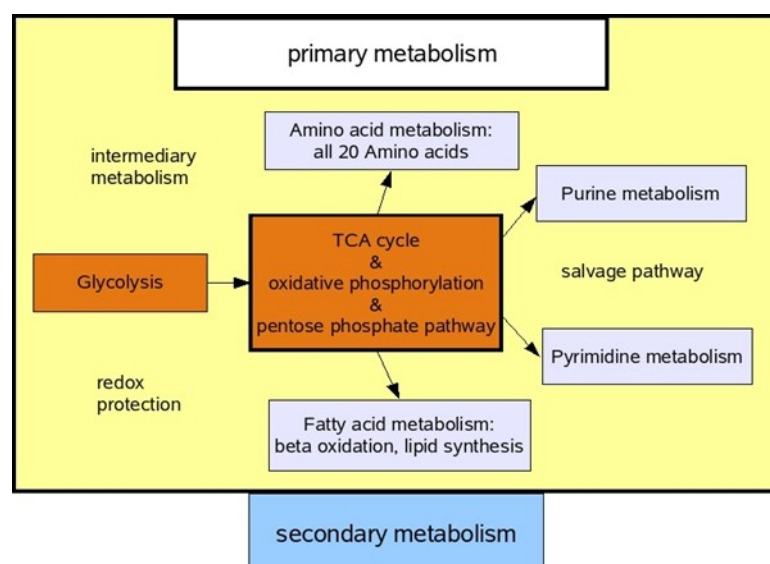 primary metabolism
Amino acid metabolism:
all 20 Amino acids
intermediary
metabolism
Purine metabolism
TCA cycle
&
oxidative phosphorylation
&
pentose phosphate pathway
Glycolysis
salvage pathway
Pyrimidine metabolism
redox
protection
Fatty acid metabolism:
beta oxidation, lipid synthesis
secondary metabolism